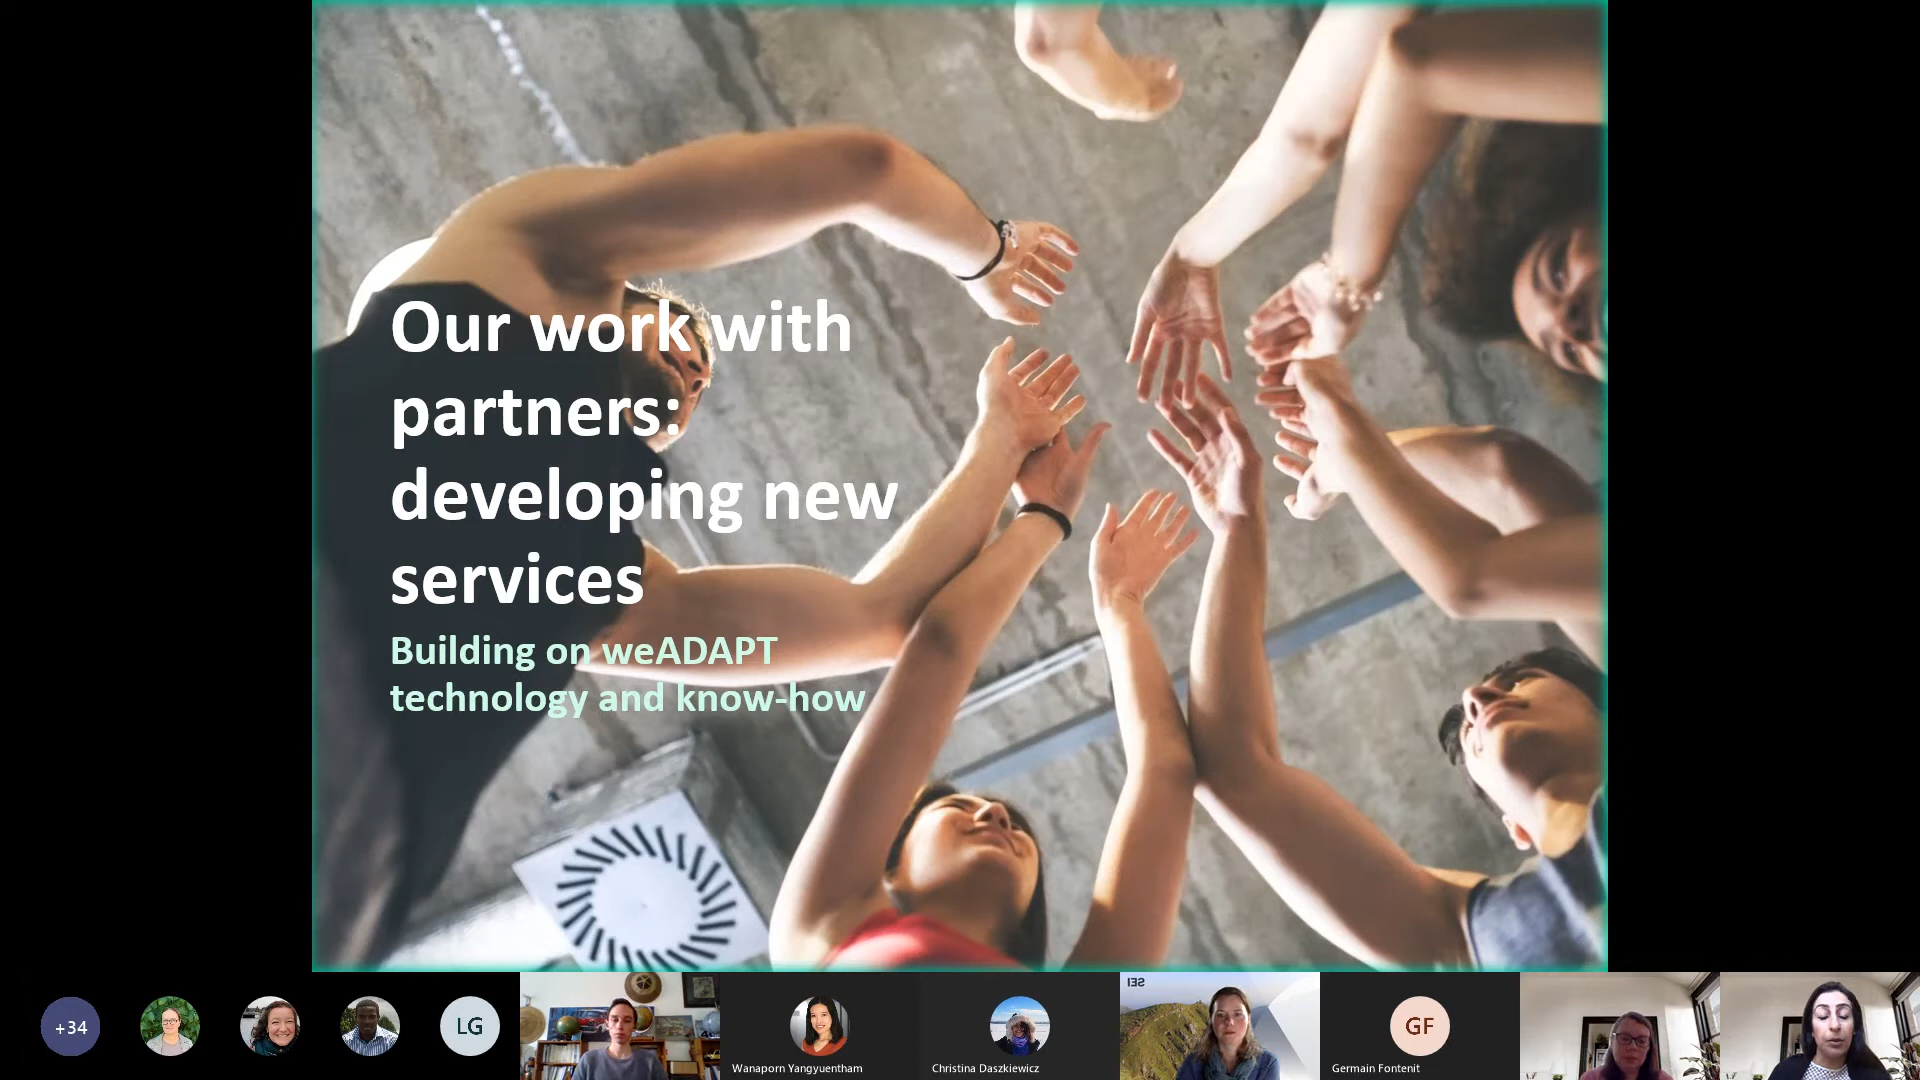 Our work with
partners:
developing new
services
Building on weADAPT
technology and know-how
SEI
+34
LG
Wanaporn Yangyuentham
Christina Daszkiewicz
GF
Germain Fontenit